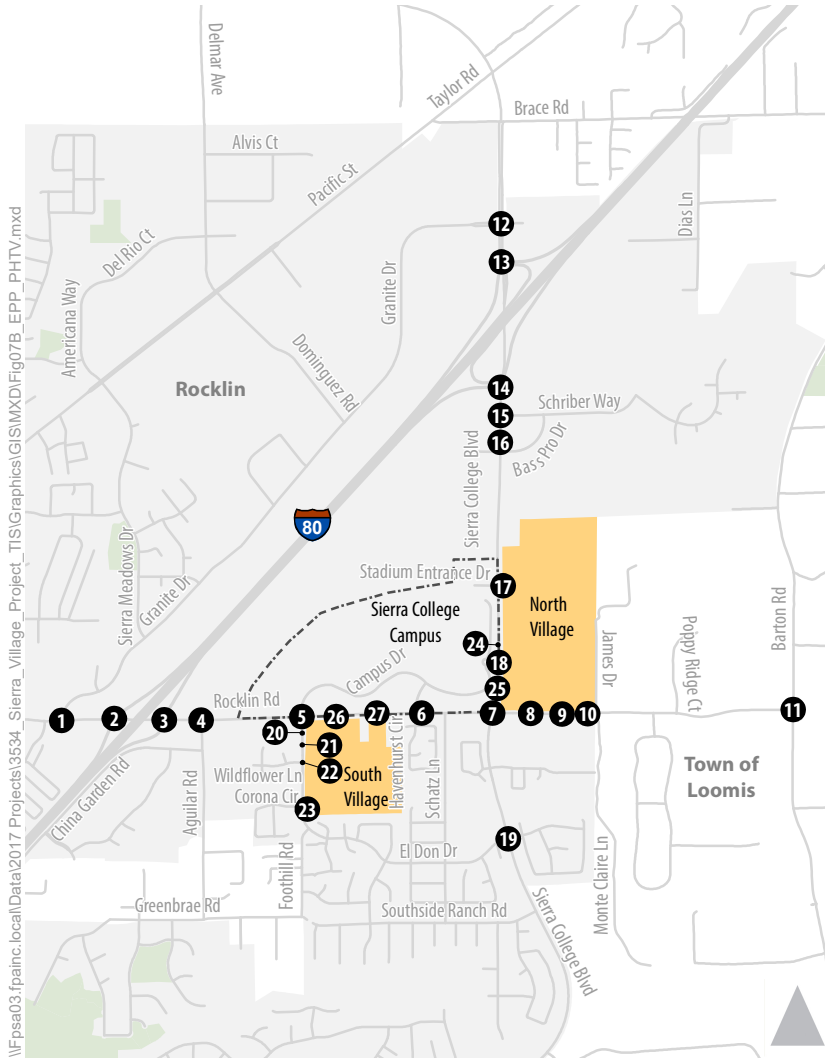 Delmar Ave
Taylor Rd
Brace Rd
Alvis Ct
Pacific St
Dias Ln
12
Del Rio Ct
13
Granite Dr
Americana Way
Dominguez Rd
Rocklin
14
15
Schriber Way
16
Bass Pro Dr
Sierra College Blvd
80
Sierra Meadows Dr
Granite Dr
Stadium Entrance Dr
17
Sierra College
Campus
North
Village
24
18
James Dr
Poppy Ridge Ct
Barton Rd
Campus Dr
25
Rocklin Rd
1
2
3
4
5
26
27
6
7
8
9
10
11
20
21
22
Havenhurst Cir
China Garden Rd
Aguilar Rd
Wildflower Ln
Corona Cir
South
Village
Schatz Ln
Town of
Loomis
23
19
Foothill Rd
El Don Dr
Monte Claire Ln
Greenbrae Rd
Southside Ranch Rd
Sierra College Blvd
\\Fpsa03.fpainc.local\Data\2017 Projects\3534_Sierra_Village_Project_TIS\Graphics\GIS\MXD\Fig07B_EPP_PHTV.mxd